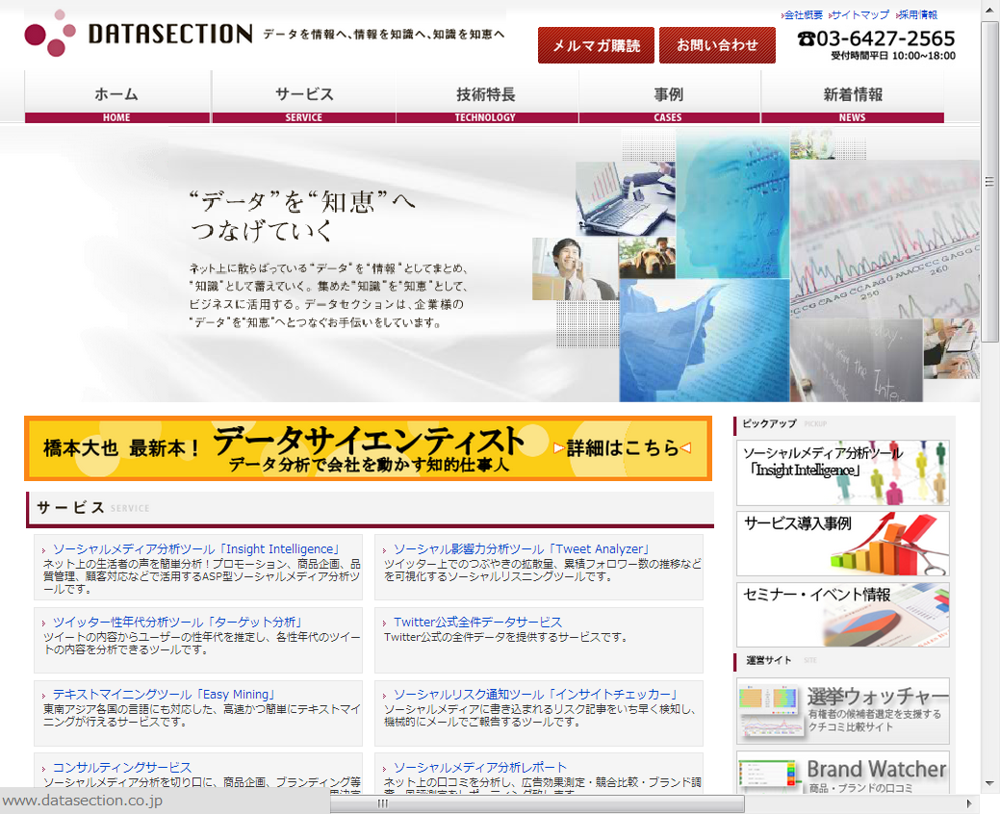 会社概要 サイトマップ 採用情報
DATASECTION データを情報へ、情報を知識へ、知識を知恵へ
メルマガ購読 お問い合わせ ☎03-6427-2565
受付時間平日 10:00~18:00
ホーム サービス 技術特長 事例 新着情報
HOME SERVICE TECHNOLOGY CASES NEWS
“データ”を“知恵”へ
つなげていく
ネット上に散らばっている“データ”を“情報”としてまとめ、
“知識”として蓄えていく。集めた“知識”を“知恵”として、
ビジネスに活用する。データセクションは、企業様の
“データ”を“知恵”へとつなぐお手伝いをしています。
橋本大也 最新本！ データサイエンティスト 詳細はこちら
データ分析で会社を動かす知的仕事人
サービス SERVICE
ソーシャルメディア分析ツール「Insight Intelligence」
ネット上の生活者の声を簡単分析！プロモーション、商品企画、品
質管理、顧客対応などで活用するASP型ソーシャルメディア分析ツ
ールです。
ソーシャル影響力分析ツール「Tweet Analyzer」
ツイッター上でのつぶやきの拡散量、累積フォロワー数の推移など
を可視化するソーシャルリスニングツールです。
ツイッター性年代分析ツール「ターゲット分析」
ツイートの内容からユーザーの性年代を推定し、各性年代のツイー
トの内容を分析できるツールです。
Twitter公式全件データサービス
Twitter公式の全件データを提供するサービスです。
テキストマイニングツール「Easy Mining」
東南アジア各国の言語にも対応した、高速かつ簡単にテキストマイ
ニングが行えるサービスです。
ソーシャルリスク通知ツール「インサイトチェッカー」
ソーシャルメディアに書き込まれるリスク記事をいち早く検知し、
機械的にメールでご報告するツールです。
コンサルティングサービス
ソーシャルメディア分析を切り口に、商品企画、ブランディング等
ソーシャルメディア分析レポート
ネット上の口コミを分析し、広告効果測定・競合比較・ブランド調
ピックアップ PICKUP
ソーシャルメディア分析ツール
「Insight Intelligence」
サービス導入事例
セミナー・イベント情報
運営サイト SITE
選挙ウォッチャー
有権者の候補者選定を支援する
クチコミ比較サイト
Brand Watcher
商品・ブランドの口コミ
www.datasection.co.jp